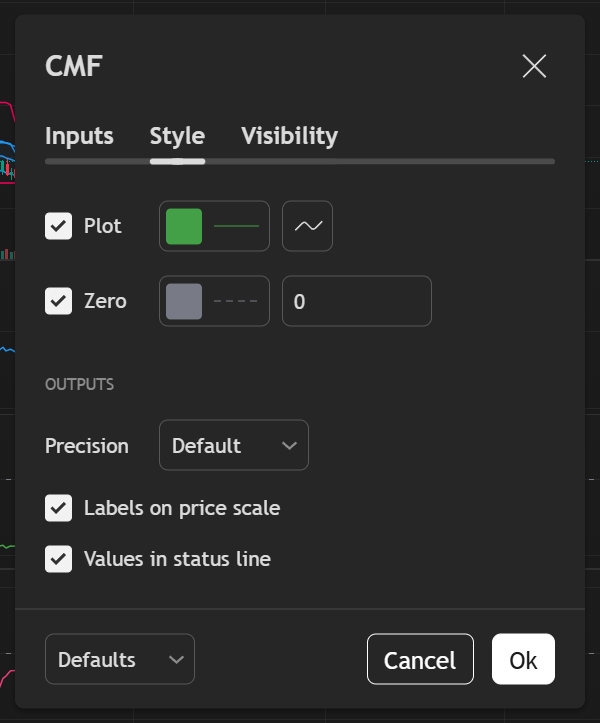 CMF
Inputs Style Visibility
Plot
Zero 0
OUTPUTS
Precision Default
Labels on price scale
Values in status line
Defaults Cancel Ok